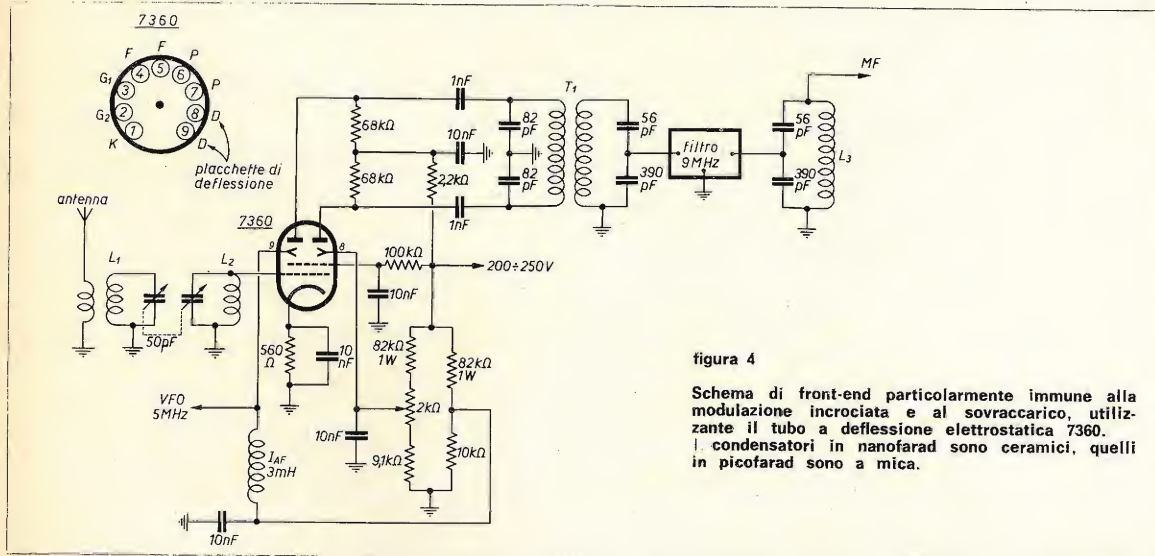 7360
F
F
P
G1
4
5
6
P
3
7
G2
2
8
D
K
1
9
D
placchette di
deflessione
antenna
7360
9
8
L1
L2
50pF
VFO
5MHz
IAF
3mH
10nF
560
Ω
10
nF
68kΩ
68kΩ
1nF
10nF
2,2kΩ
1nF
82
pF
82
pF
T1
56
pF
390
pF
filtro
9MHz
56
pF
390
pF
L3
MF
100kΩ
200÷250V
10nF
82kΩ
1W
82kΩ
1W
2kΩ
10nF
9,1kΩ
10kΩ
figura 4
Schema di front-end particolarmente immune alla
modulazione incrociata e al sovraccarico, utiliz-
zante il tubo a deflessione elettrostatica 7360.
I condensatori in nanofarad sono ceramici, quelli
in picofarad sono a mica.